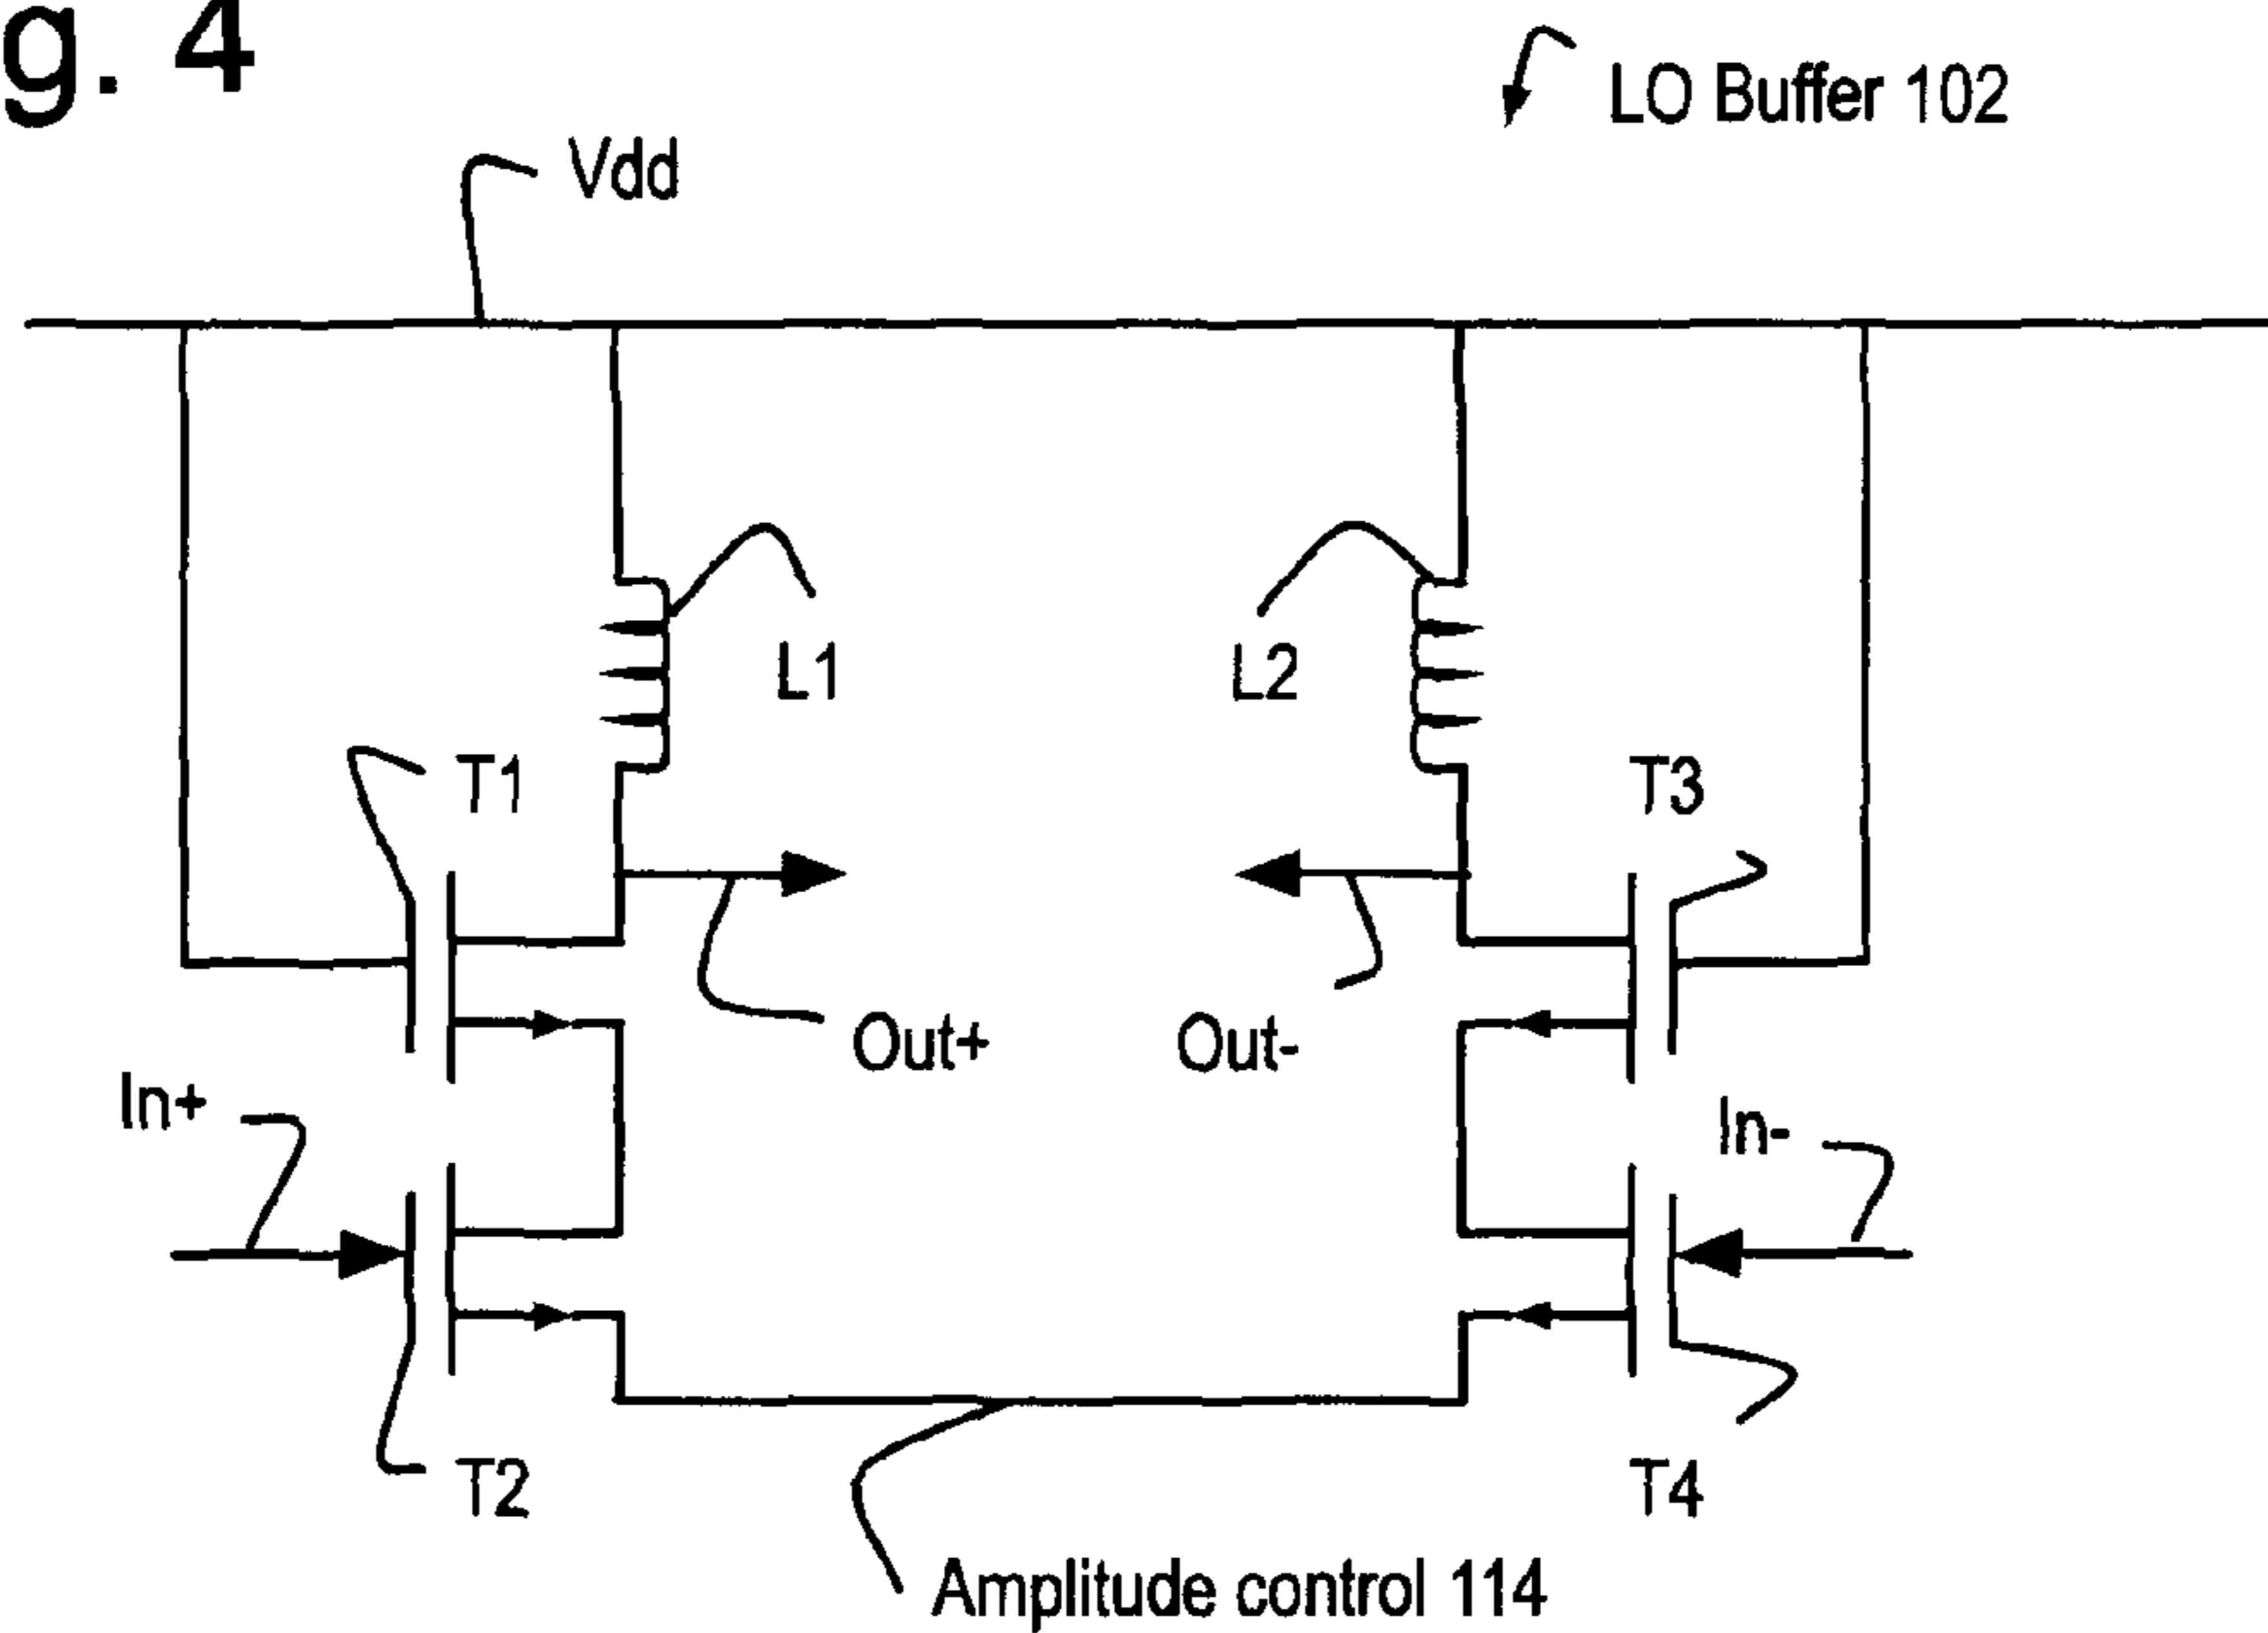 g. 4
LO Buffer 102
Vdd
L1
L2
T1
T3
Out+
Out-
In+
In-
T2
T4
Amplitude control 114